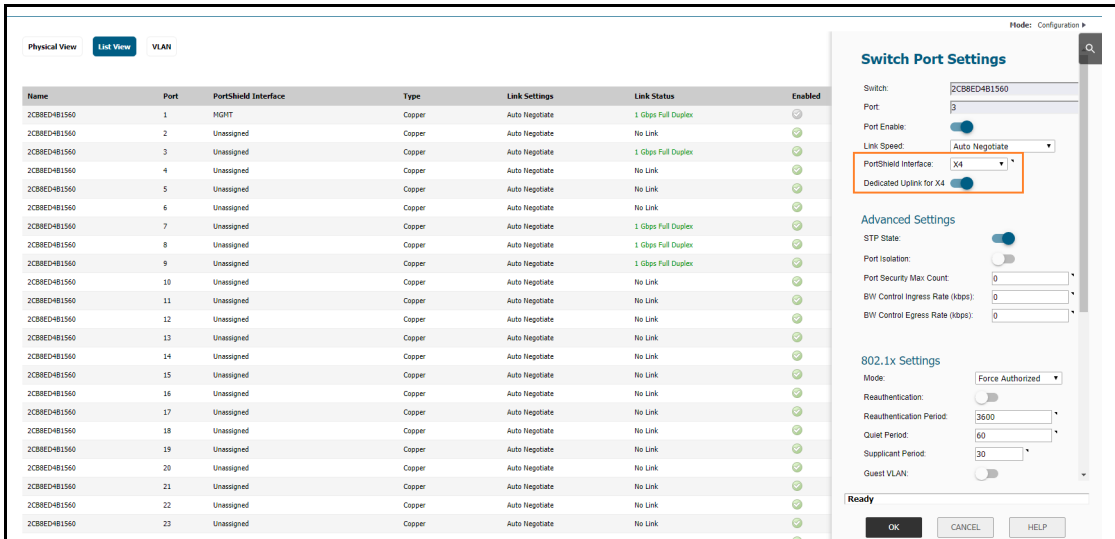 Mode: Configuration
Physical View List View VLAN
Name Port PortShield Interface Type Link Settings Link Status Enabled
2CB8ED4B1560 1 MGMT Copper Auto Negotiate 1 Gbps Full Duplex
2CB8ED4B1560 2 Unassigned Copper Auto Negotiate No Link
2CB8ED4B1560 3 Unassigned Copper Auto Negotiate 1 Gbps Full Duplex
2CB8ED4B1560 4 Unassigned Copper Auto Negotiate No Link
2CB8ED4B1560 5 Unassigned Copper Auto Negotiate No Link
2CB8ED4B1560 6 Unassigned Copper Auto Negotiate No Link
2CB8ED4B1560 7 Unassigned Copper Auto Negotiate 1 Gbps Full Duplex
2CB8ED4B1560 8 Unassigned Copper Auto Negotiate 1 Gbps Full Duplex
2CB8ED4B1560 9 Unassigned Copper Auto Negotiate 1 Gbps Full Duplex
2CB8ED4B1560 10 Unassigned Copper Auto Negotiate No Link
2CB8ED4B1560 11 Unassigned Copper Auto Negotiate No Link
2CB8ED4B1560 12 Unassigned Copper Auto Negotiate No Link
2CB8ED4B1560 13 Unassigned Copper Auto Negotiate No Link
2CB8ED4B1560 14 Unassigned Copper Auto Negotiate No Link
2CB8ED4B1560 15 Unassigned Copper Auto Negotiate No Link
2CB8ED4B1560 16 Unassigned Copper Auto Negotiate No Link
2CB8ED4B1560 17 Unassigned Copper Auto Negotiate No Link
2CB8ED4B1560 18 Unassigned Copper Auto Negotiate No Link
2CB8ED4B1560 19 Unassigned Copper Auto Negotiate No Link
2CB8ED4B1560 20 Unassigned Copper Auto Negotiate No Link
2CB8ED4B1560 21 Unassigned Copper Auto Negotiate No Link
2CB8ED4B1560 22 Unassigned Copper Auto Negotiate No Link
2CB8ED4B1560 23 Unassigned Copper Auto Negotiate No Link
Switch Port Settings
Switch: 2CB8ED4B1560
Port: 3
Port Enable:
Link Speed: Auto Negotiate
PortShield Interface: X4
Dedicated Uplink for X4
Advanced Settings
STP State:
Port Isolation:
Port Security Max Count: 0
BW Control Ingress Rate (kbps): 0
BW Control Egress Rate (kbps): 0
802.1x Settings
Mode: Force Authorized
Reauthentication:
Reauthentication Period: 3600
Quiet Period: 60
Supplicant Period: 30
Guest VLAN:
Ready
OK CANCEL HELP